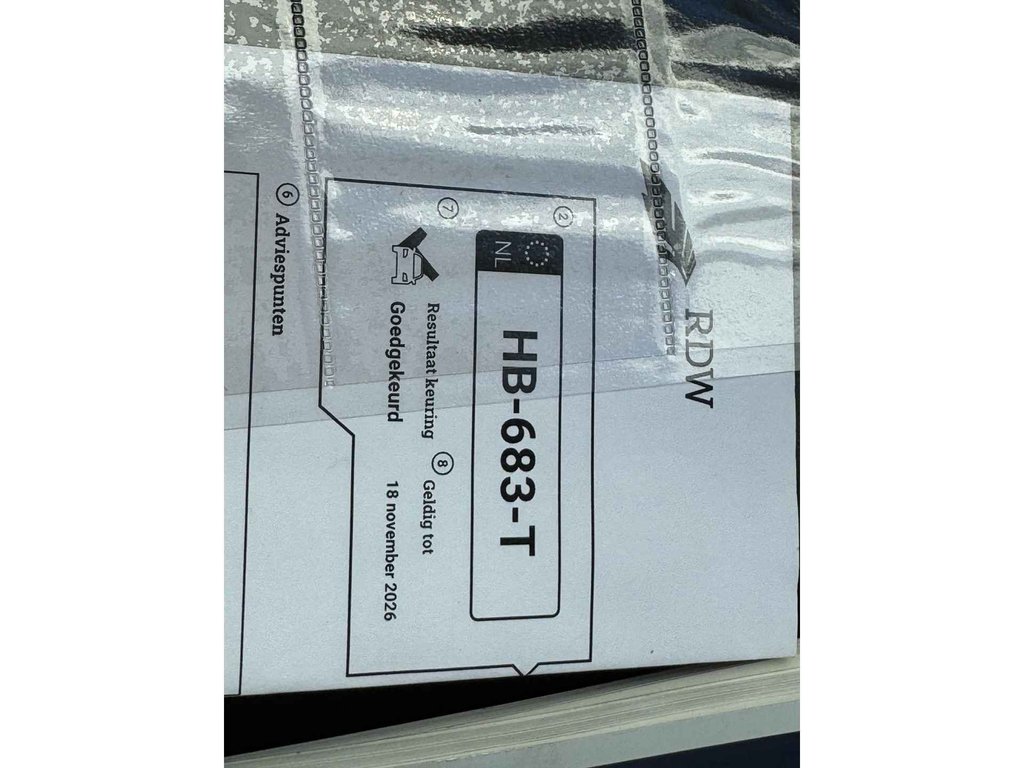 RDW
2
NL
HB-683-T
7 Resultaat keuring
Goedgekeurd
8 Geldig tot
18 november 2026
6 Adviespunten